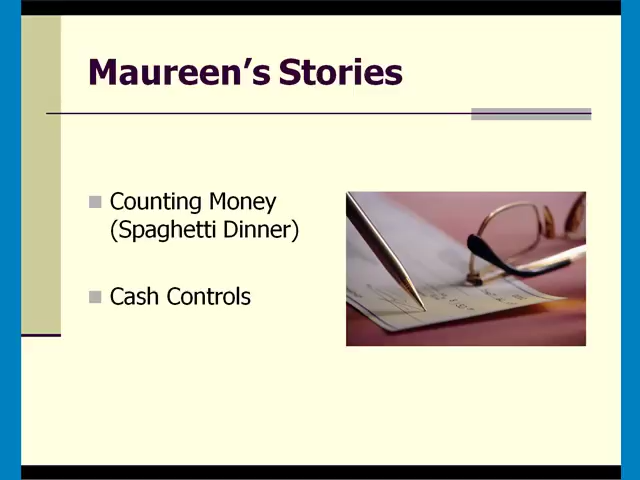 Maureen’s Stories
Counting Money
(Spaghetti Dinner)
Cash Controls